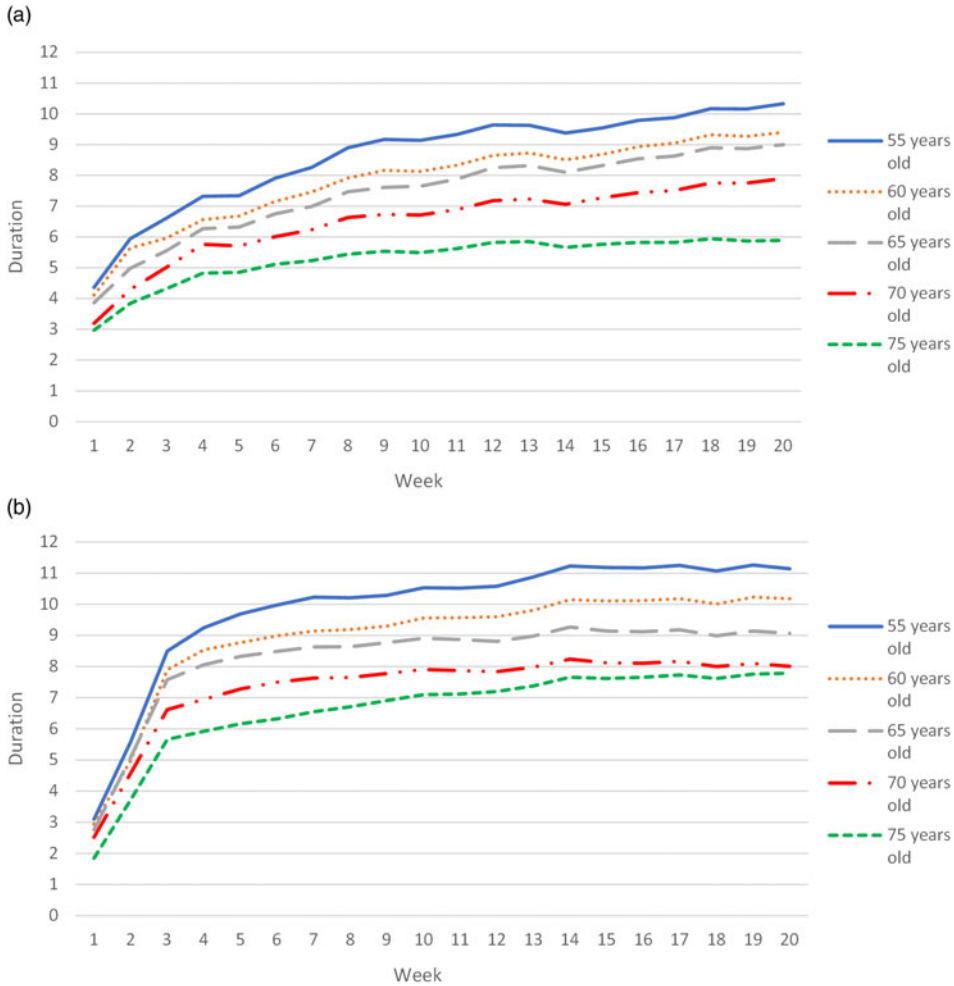 (a)
12
11
10
9
8
7
6
5
4
3
2
1
0
Duration
1 2 3 4 5 6 7 8 9 10 11 12 13 14 15 16 17 18 19 20
Week
55 years
old
60 years
old
65 years
old
70 years
old
75 years
old
(b)
12
11
10
9
8
7
6
5
4
3
2
1
0
Duration
1 2 3 4 5 6 7 8 9 10 11 12 13 14 15 16 17 18 19 20
Week
55 years
old
60 years
old
65 years
old
70 years
old
75 years
old